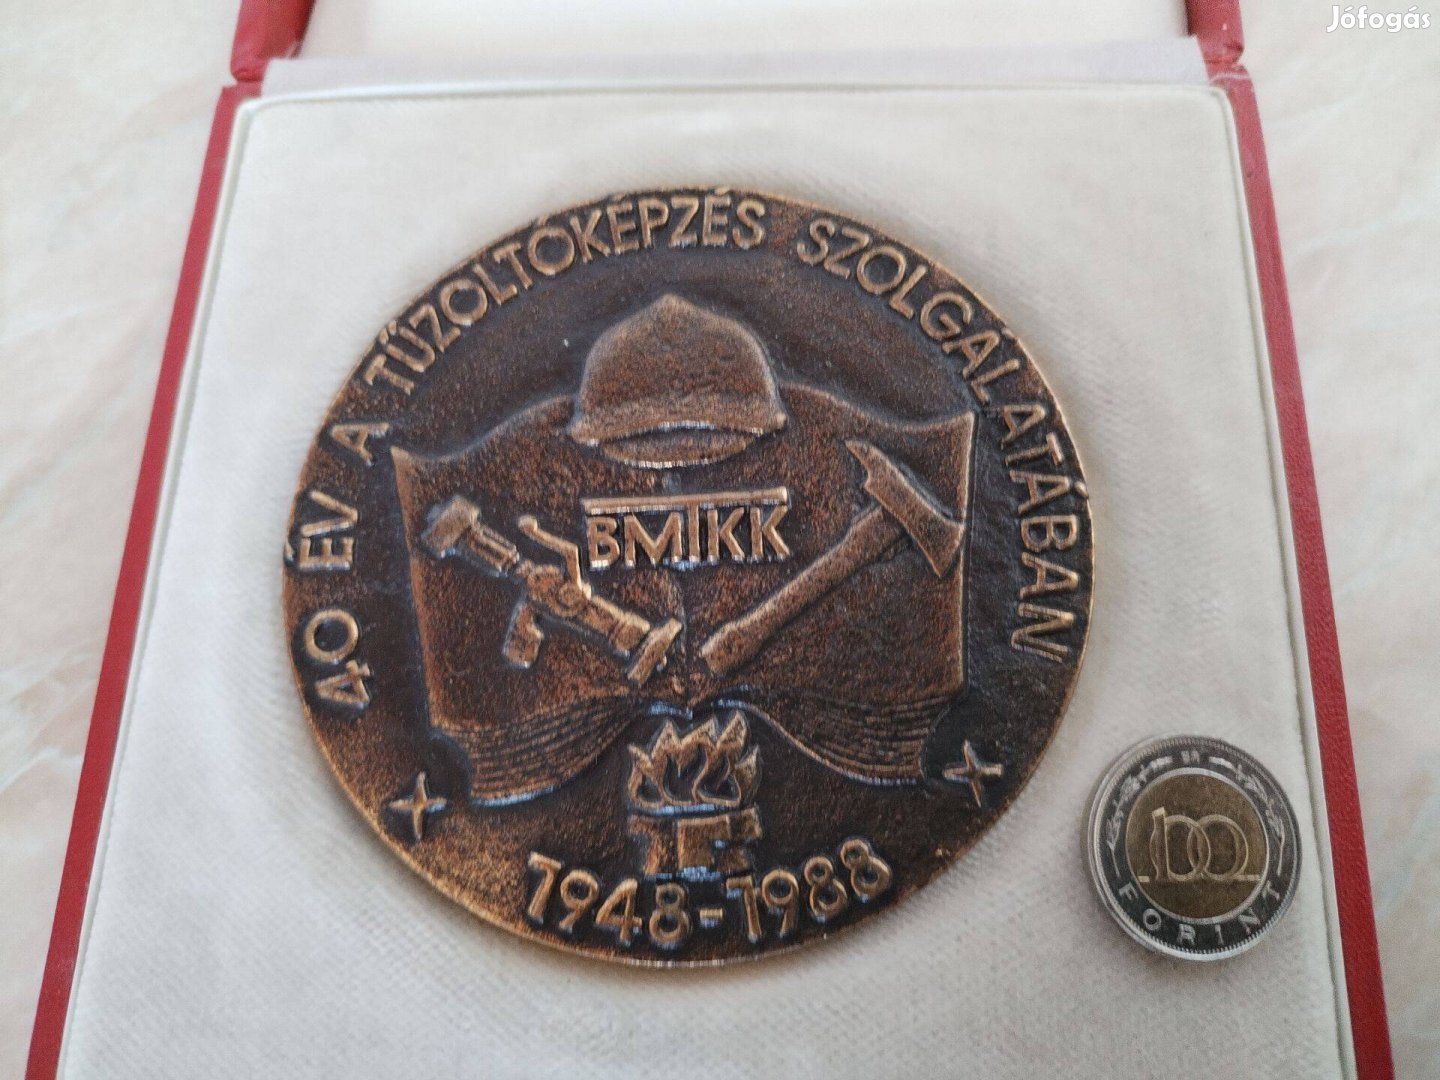 Jófogás
40 ÉV A TŰZOLTÓKÉPZÉS SZOLGÁLATÁBAN
BMTKK
1948-1988
100
FORINT